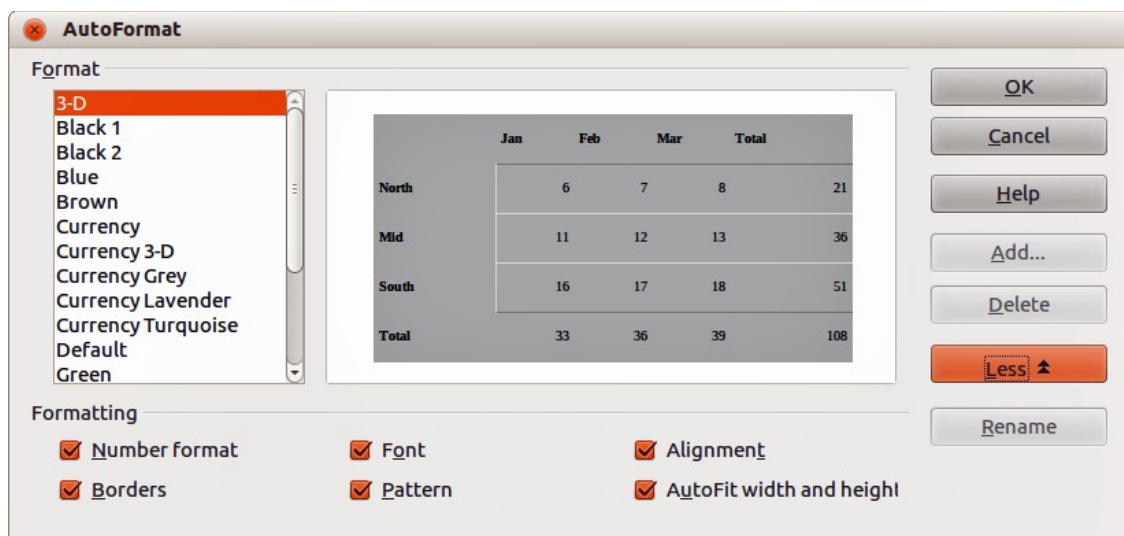 AutoFormat
Format
3-D
Black 1
Black 2
Blue
Brown
Currency
Currency 3-D
Currency Grey
Currency Lavender
Currency Turquoise
Default
Green
Jan Feb Mar Total
North 6 7 8 21
Mid 11 12 13 36
South 16 17 18 51
Total 33 36 39 108
OK
Cancel
Help
Add...
Delete
Less
Rename
Formatting
Number format Font Alignment
Borders Pattern AutoFit width and height